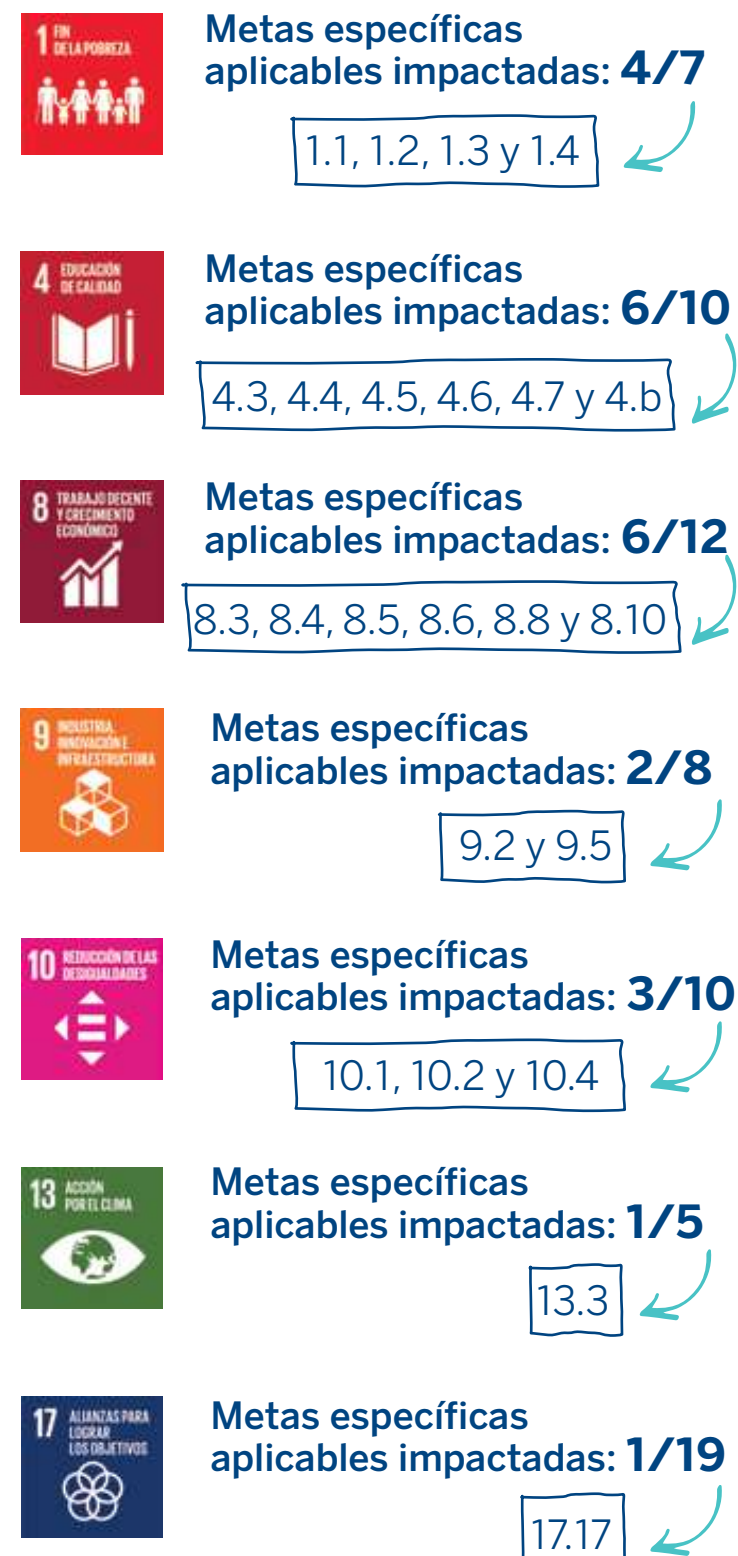 1 FIN
DE LA POBREZA
Metas específicas
aplicables impactadas: 4/7
1.1, 1.2, 1.3 y 1.4
4 EDUCACIÓN
DE CALIDAD
Metas específicas
aplicables impactadas: 6/10
4.3, 4.4, 4.5, 4.6, 4.7 y 4.b
8 TRABAJO DECENTE
Y CRECIMIENTO
ECONÓMICO
Metas específicas
aplicables impactadas: 6/12
8.3, 8.4, 8.5, 8.6, 8.8 y 8.10
9 INDUSTRIA,
INNOVACIÓN E
INFRAESTRUCTURA
Metas específicas
aplicables impactadas: 2/8
9.2 y 9.5
10 REDUCCIÓN DE LAS
DESIGUALDADES
Metas específicas
aplicables impactadas: 3/10
10.1, 10.2 y 10.4
13 ACCIÓN
POR EL CLIMA
Metas específicas
aplicables impactadas: 1/5
13.3
17 ALIANZAS PARA
LOGRAR
LOS OBJETIVOS
Metas específicas
aplicables impactadas: 1/19
17.17